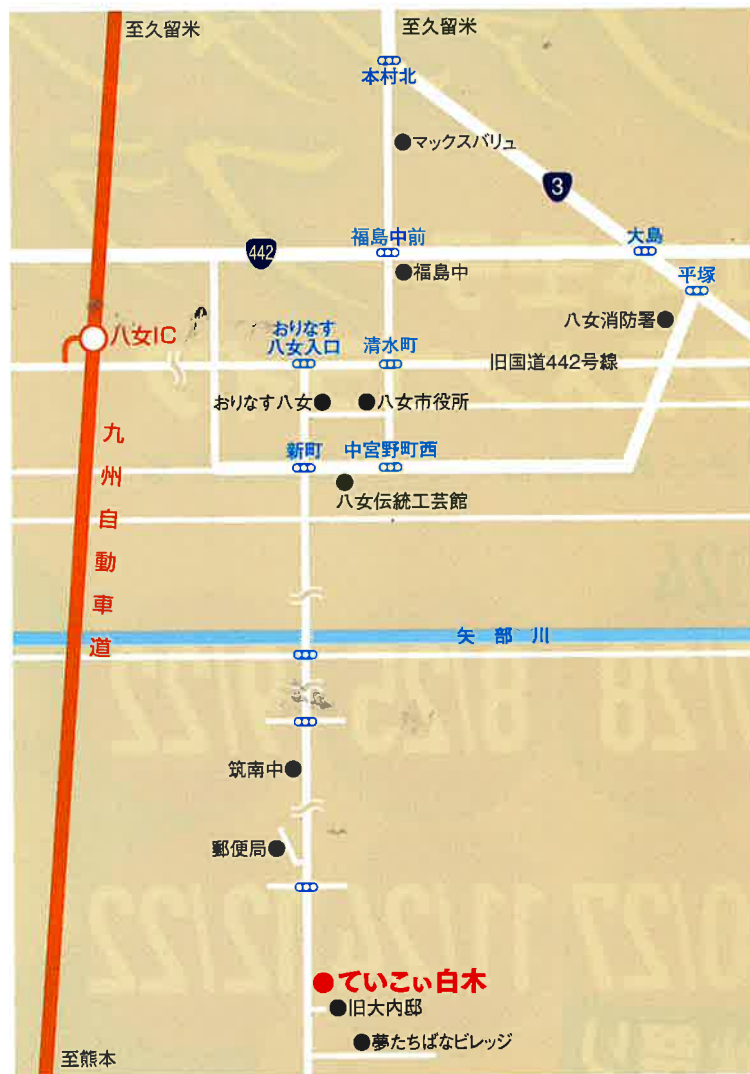 至久留米
至久留米
本村北
マックスバリュ
3
442
福島中前
大島
福島中
平塚
八女消防署
八女IC
おりなす
八女入口
清水町
旧国道442号線
おりなす八女
八女市役所
九州自動車道
新町
中宮野町西
八女伝統工芸館
矢部川
筑南中
郵便局
ていこぃ白木
旧大内邸
夢たちばなビレッジ
至熊本